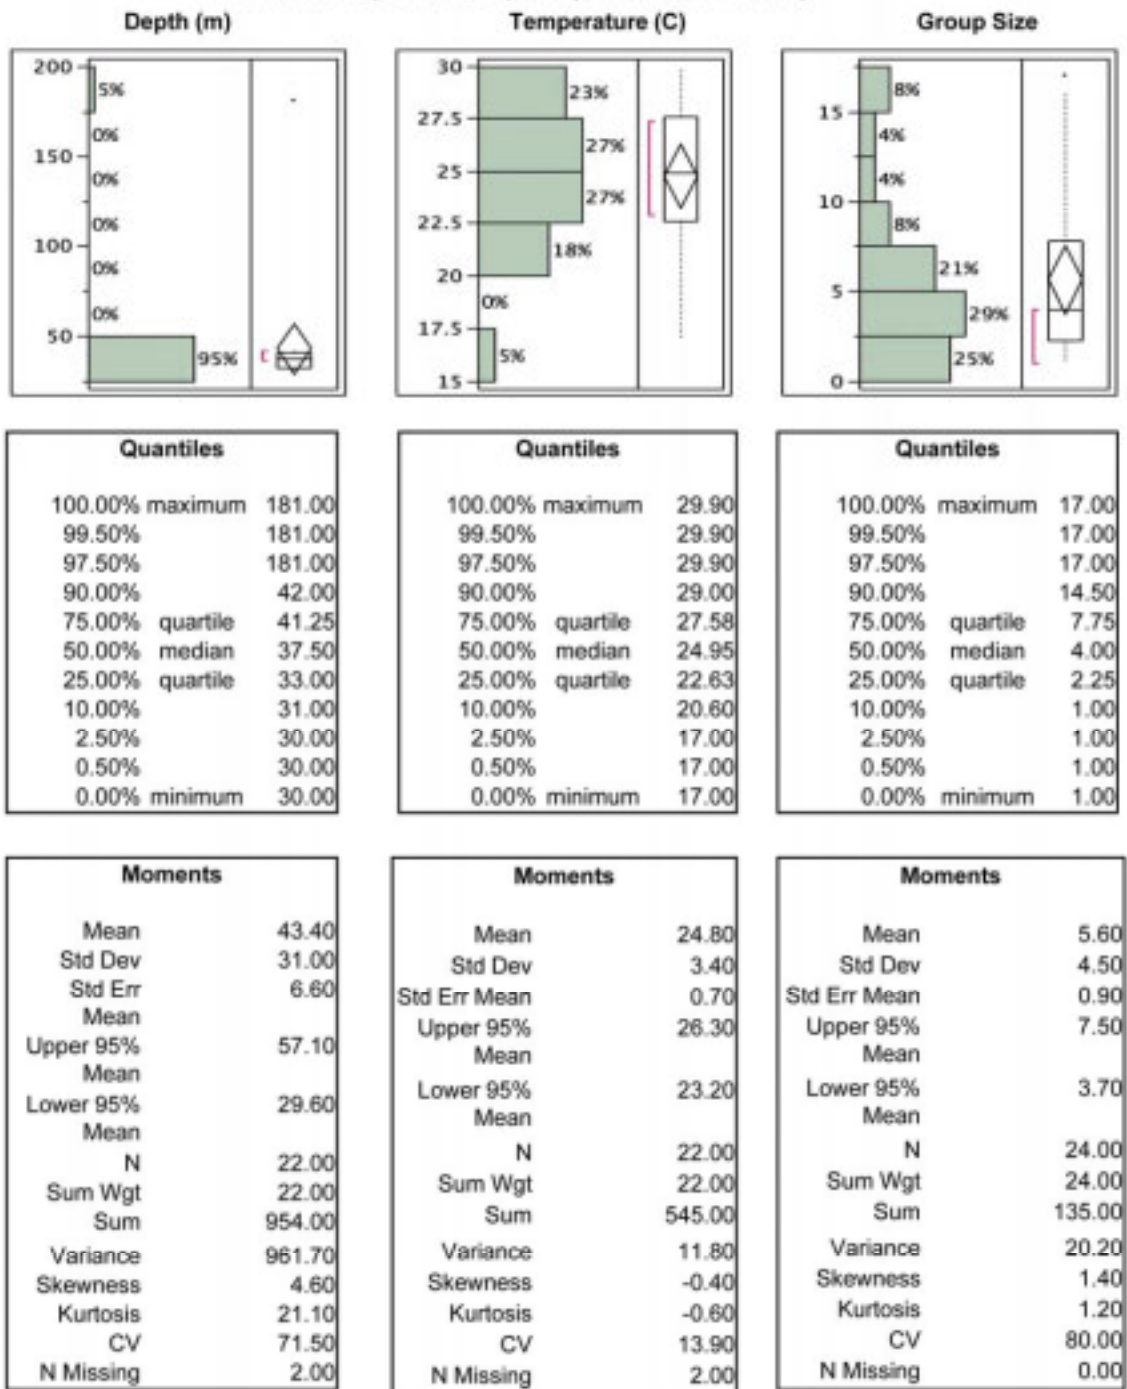 Depth (m)
200
5%
0%
150
0%
0%
100
0%
0%
0%
50
95%
Temperature (C)
30
23%
27.5
27%
25
27%
22.5
18%
20
0%
17.5
5%
15
Group Size
8%
15
4%
4%
10
8%
21%
5
29%
25%
0
Quantiles
100.00% maximum 181.00
99.50% 181.00
97.50% 181.00
90.00% 42.00
75.00% quartile 41.25
50.00% median 37.50
25.00% quartile 33.00
10.00% 31.00
2.50% 30.00
0.50% 30.00
0.00% minimum 30.00
Quantiles
100.00% maximum 29.90
99.50% 29.90
97.50% 29.90
90.00% 29.00
75.00% quartile 27.58
50.00% median 24.95
25.00% quartile 22.63
10.00% 20.60
2.50% 17.00
0.50% 17.00
0.00% minimum 17.00
Quantiles
100.00% maximum 17.00
99.50% 17.00
97.50% 17.00
90.00% 14.50
75.00% quartile 7.75
50.00% median 4.00
25.00% quartile 2.25
10.00% 1.00
2.50% 1.00
0.50% 1.00
0.00% minimum 1.00
Moments
Mean 43.40
Std Dev 31.00
Std Err 6.60
Mean
Upper 95% 57.10
Mean
Lower 95% 29.60
Mean
N 22.00
Sum Wgt 22.00
Sum 954.00
Variance 961.70
Skewness 4.60
Kurtosis 21.10
CV 71.50
N Missing 2.00
Moments
Mean 24.80
Std Dev 3.40
Std Err Mean 0.70
Upper 95% 26.30
Mean
Lower 95% 23.20
Mean
N 22.00
Sum Wgt 22.00
Sum 545.00
Variance 11.80
Skewness -0.40
Kurtosis -0.60
CV 13.90
N Missing 2.00
Moments
Mean 5.60
Std Dev 4.50
Std Err Mean 0.90
Upper 95% 7.50
Mean
Lower 95% 3.70
Mean
N 24.00
Sum Wgt 24.00
Sum 135.00
Variance 20.20
Skewness 1.40
Kurtosis 1.20
CV 80.00
N Missing 0.00